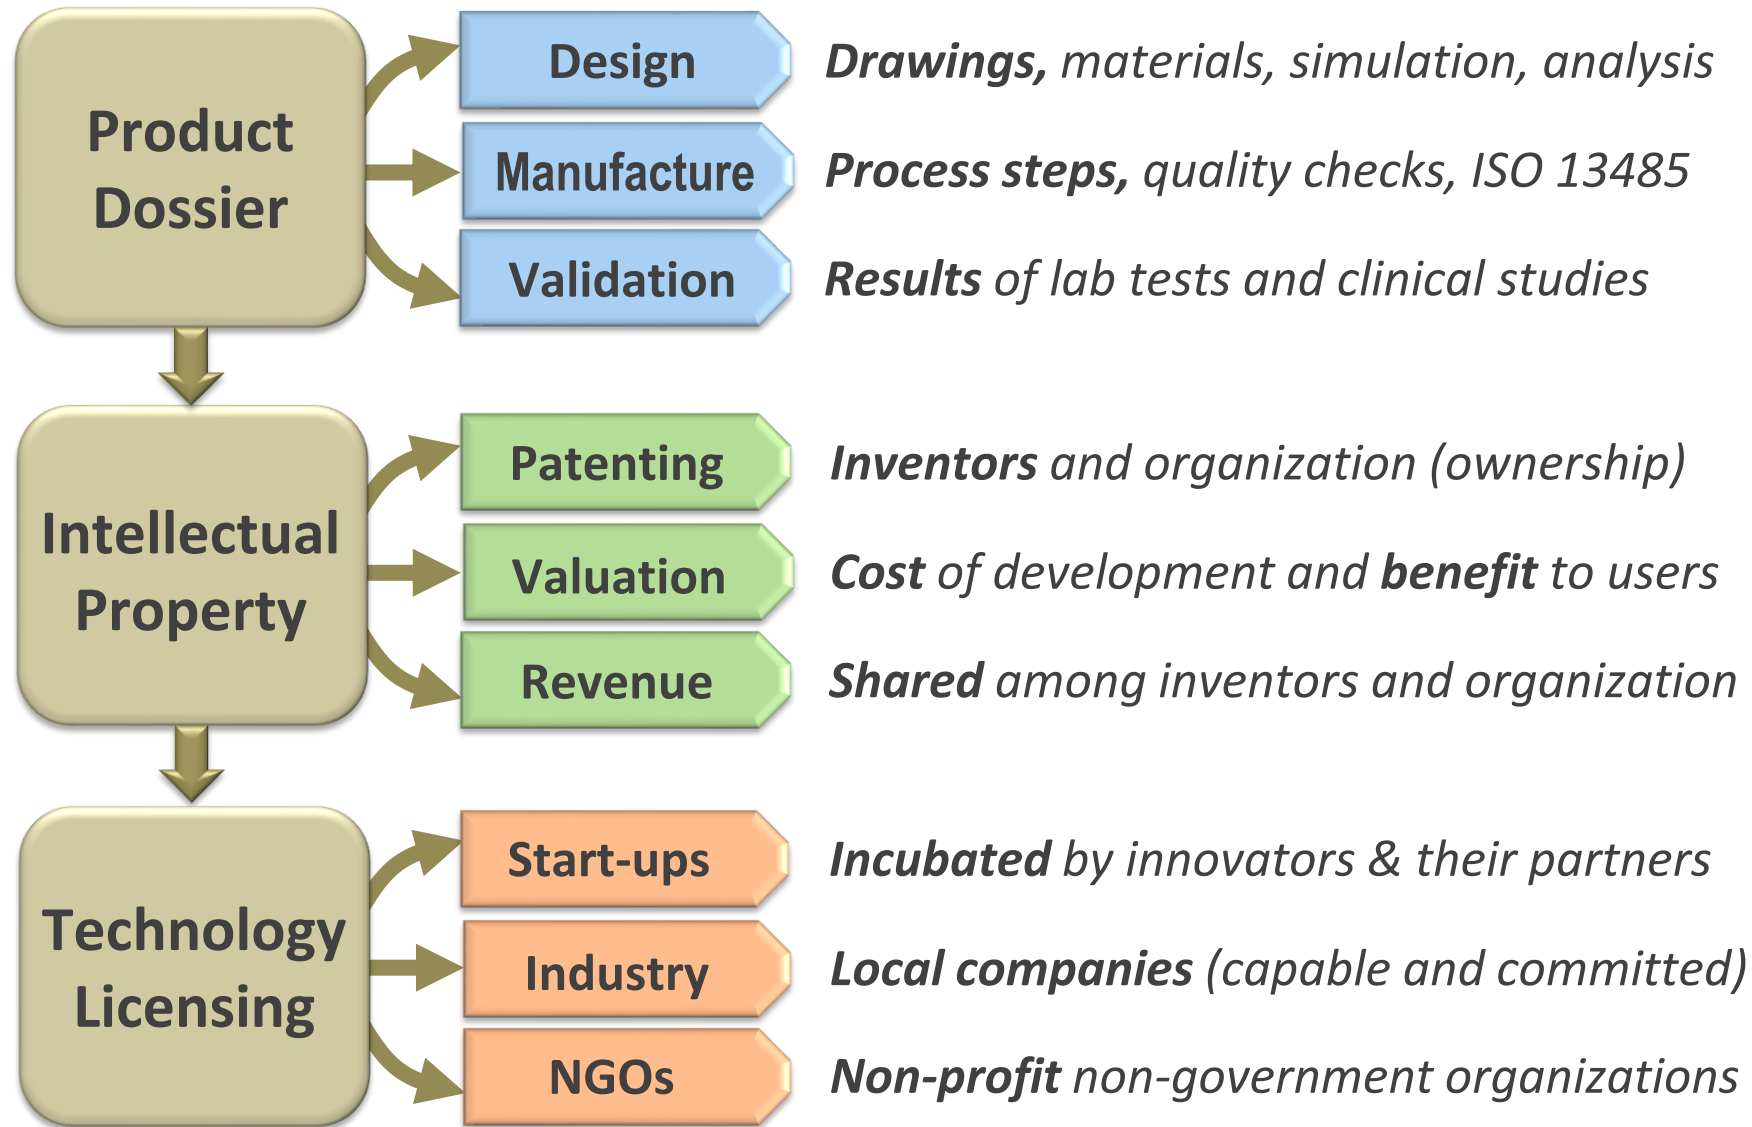 Product
Dossier
Design
Drawings, materials, simulation, analysis
Manufacture
Process steps, quality checks, ISO 13485
Validation
Results of lab tests and clinical studies
Intellectual
Property
Patenting
Inventors and organization (ownership)
Valuation
Cost of development and benefit to users
Revenue
Shared among inventors and organization
Technology
Licensing
Start-ups
Incubated by innovators & their partners
Industry
Local companies (capable and committed)
NGOs
Non-profit non-government organizations